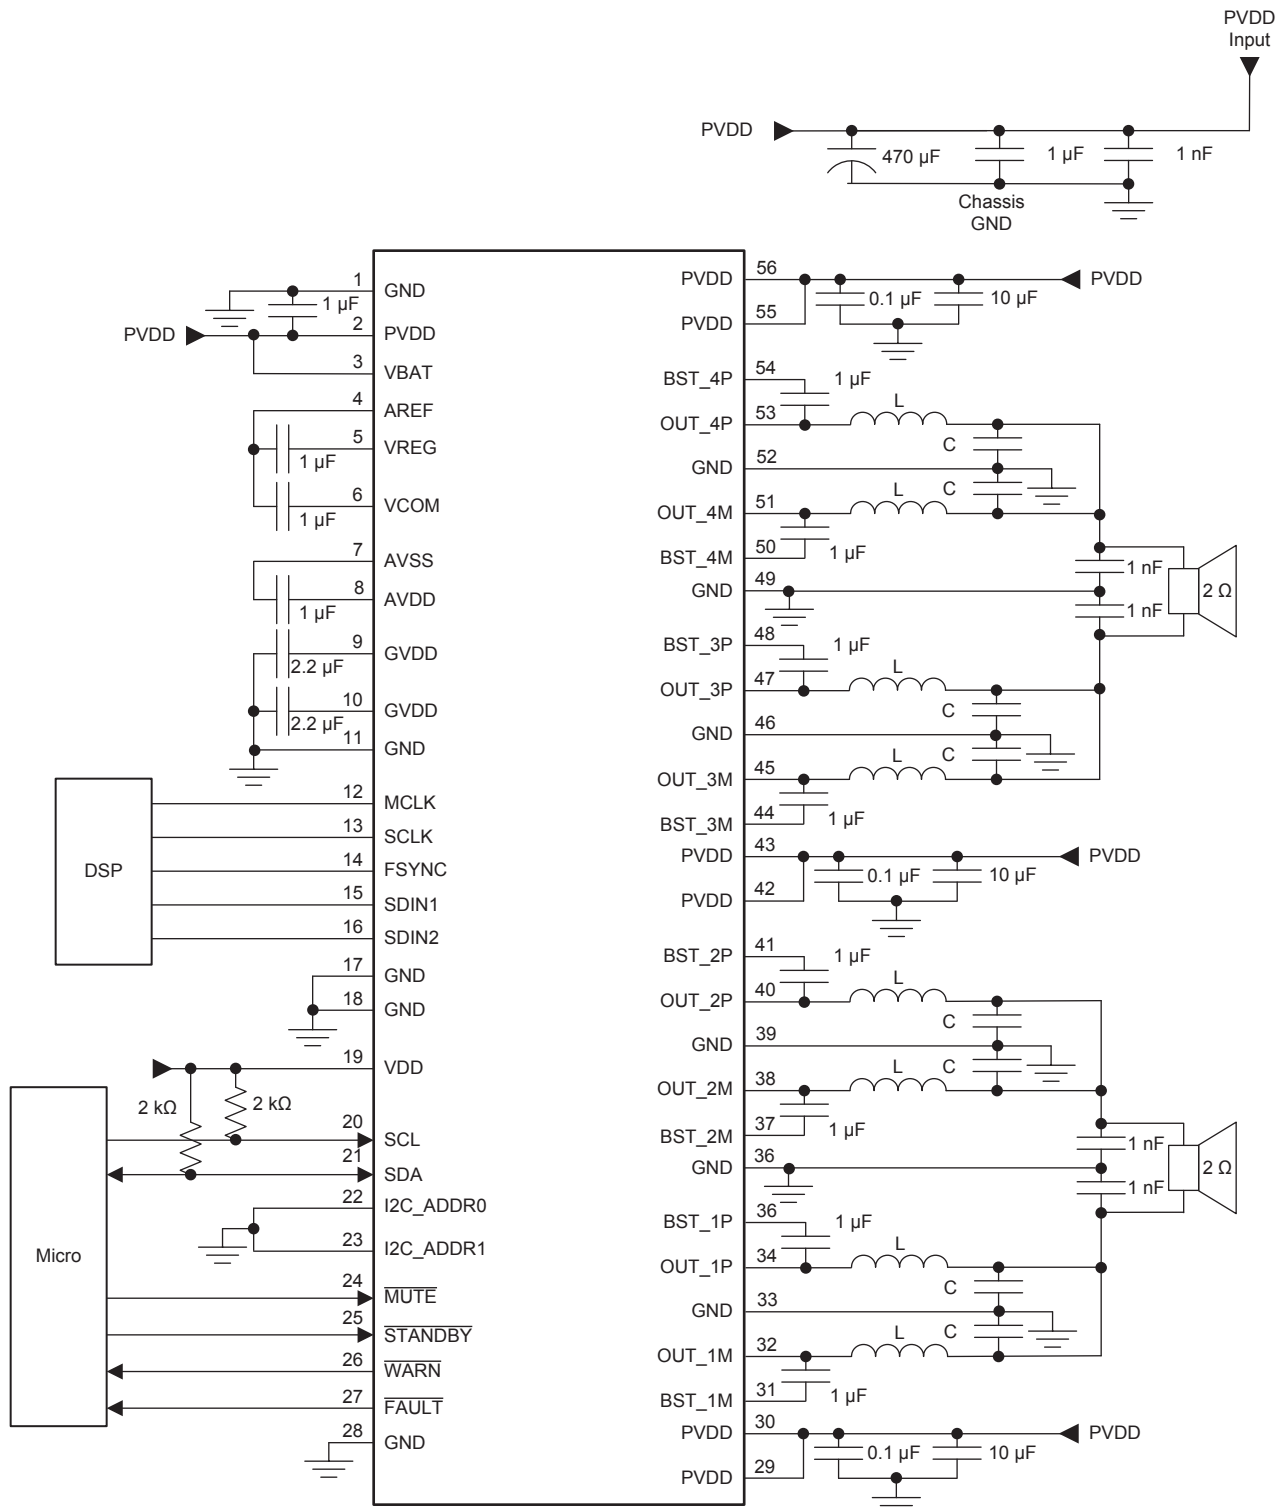 PVDD
Input
PVDD
470 µF
1 µF
1 nF
Chassis
GND
1
GND
1 µF
PVDD
2
PVDD
3
VBAT
4
AREF
5
VREG
1 µF
6
VCOM
1 µF
7
AVSS
8
AVDD
1 µF
9
GVDD
2.2 µF
10
GVDD
2.2 µF
11
GND
DSP
12
MCLK
13
SCLK
14
FSYNC
15
SDIN1
16
SDIN2
17
GND
18
GND
19
VDD
2 kΩ
2 kΩ
Micro
20
SCL
21
SDA
22
I2C_ADDR0
23
I2C_ADDR1
24
MUTE
25
STANDBY
26
WARN
27
FAULT
28
GND
PVDD
56
PVDD
0.1 µF
10 µF
PVDD
55
BST_4P
54
1 µF
OUT_4P
53
L
C
GND
52
C
OUT_4M
51
L
BST_4M
50
1 µF
GND
49
1 nF
1 nF
2 Ω
BST_3P
48
1 µF
OUT_3P
47
L
C
GND
46
C
OUT_3M
45
L
BST_3M
44
1 µF
PVDD
43
PVDD
0.1 µF
10 µF
PVDD
42
BST_2P
41
1 µF
OUT_2P
40
L
C
GND
39
C
OUT_2M
38
L
BST_2M
37
1 µF
GND
36
1 nF
1 nF
2 Ω
BST_1P
36
1 µF
OUT_1P
34
L
C
GND
33
C
OUT_1M
32
L
BST_1M
31
1 µF
PVDD
30
PVDD
0.1 µF
10 µF
PVDD
29